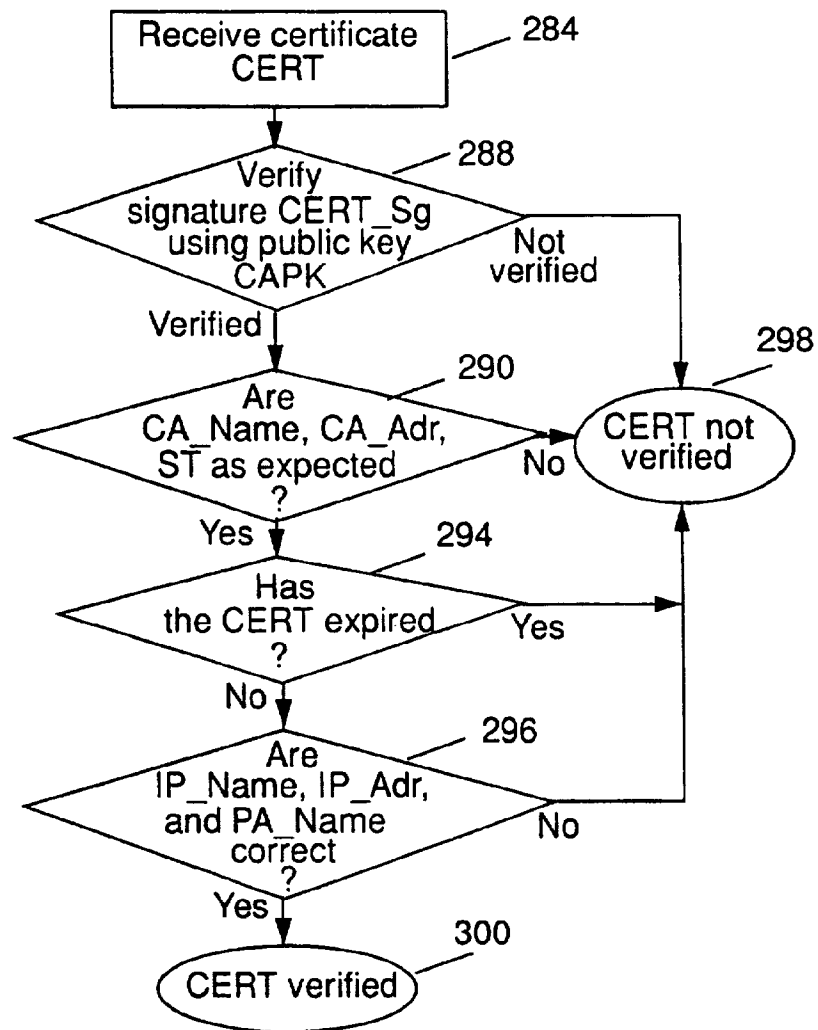 Receive certificate
CERT
284
288
Verify
signature CERT_Sg
using public key
CAPK
Not
verified
Verified
298
290
Are
CA_Name, CA_Adr,
ST as expected
?
No
CERT not
verified
Yes
294
Has
the CERT expired
?
Yes
No
296
Are
IP_Name, IP_Adr,
and PA_Name
correct
?
No
Yes
300
CERT verified